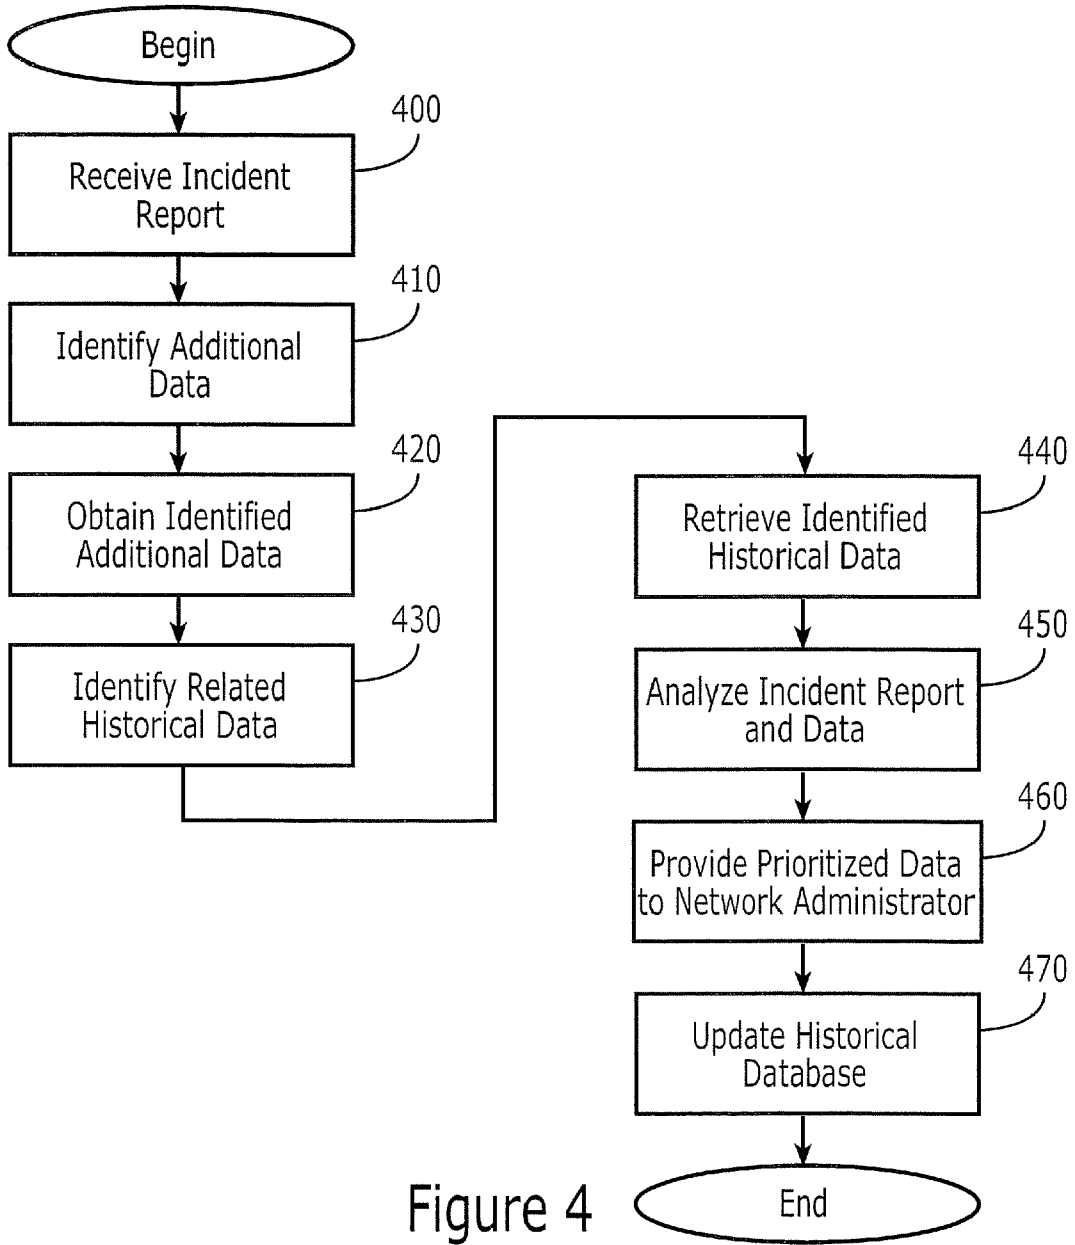 Begin
400
Receive Incident
Report
410
Identify Additional
Data
420
Obtain Identified
Additional Data
430
Identify Related
Historical Data
440
Retrieve Identified
Historical Data
450
Analyze Incident Report
and Data
460
Provide Prioritized Data
to Network Administrator
470
Update Historical
Database
End
Figure 4